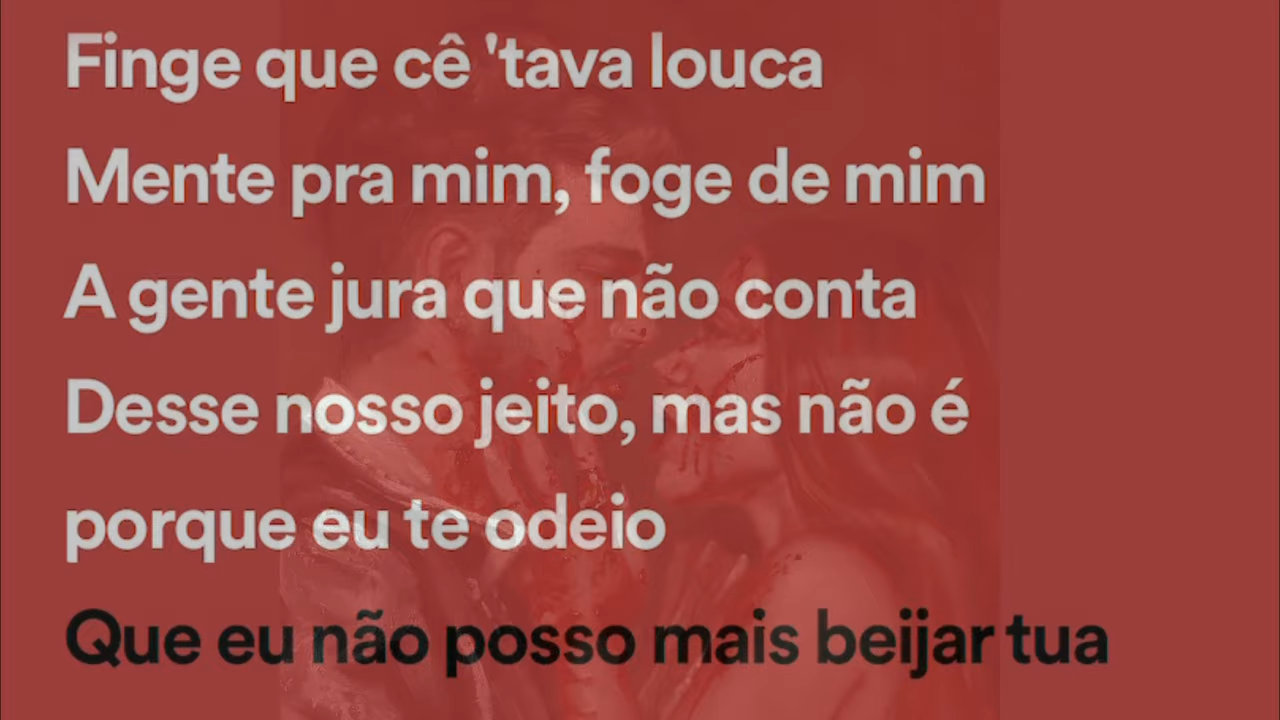 Finge que cê 'tava louca
Mente pra mim, foge de mim
A gente jura que não conta
Desse nosso jeito, mas não é
porque eu te odeio
Que eu não posso mais beijar tua